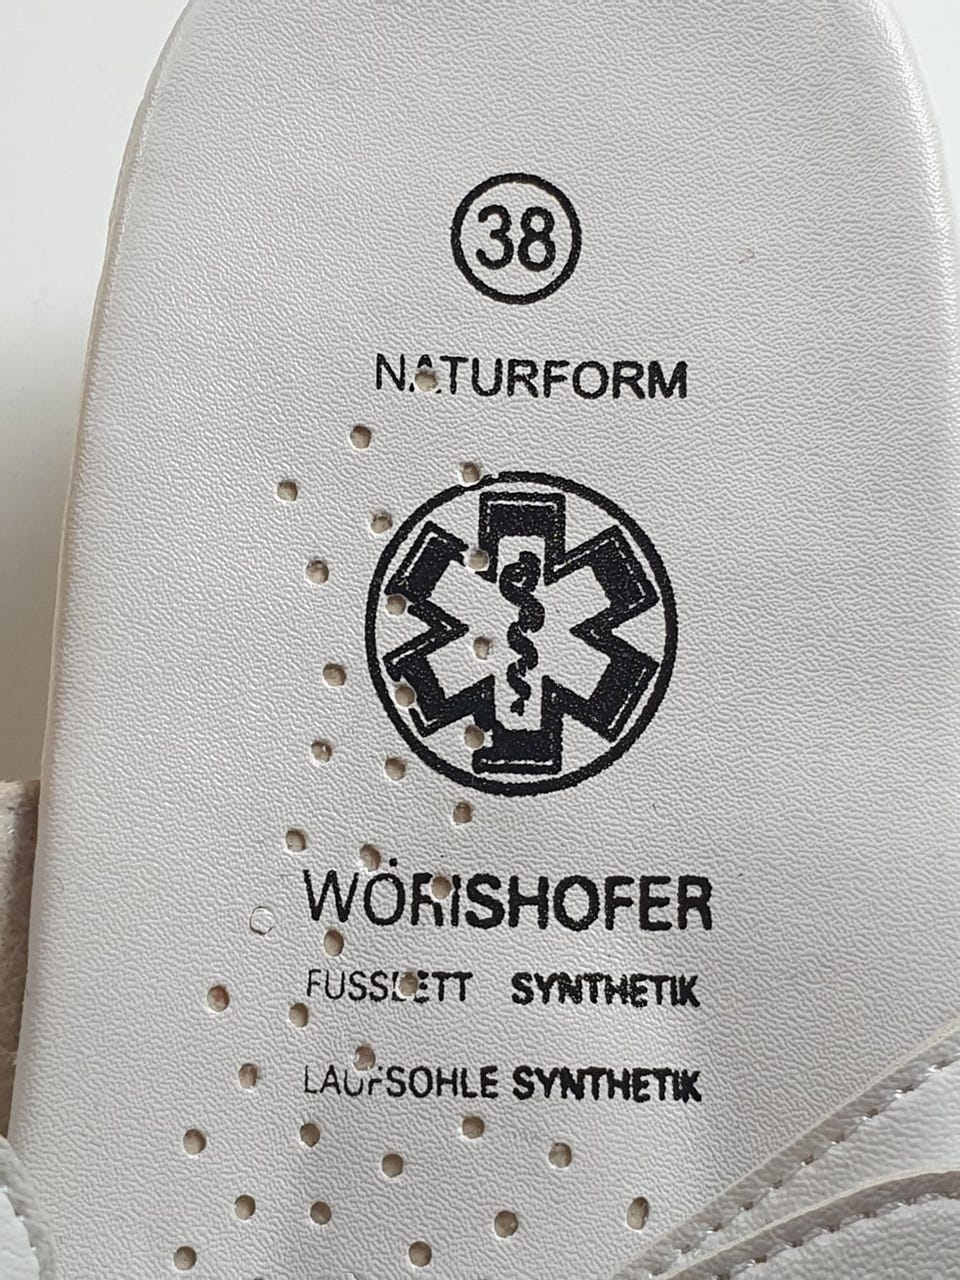 38
NATURFORM
WÖRISHOFER
FUSSBETT SYNTHETIK
LAUFSOHLE SYNTHETIK